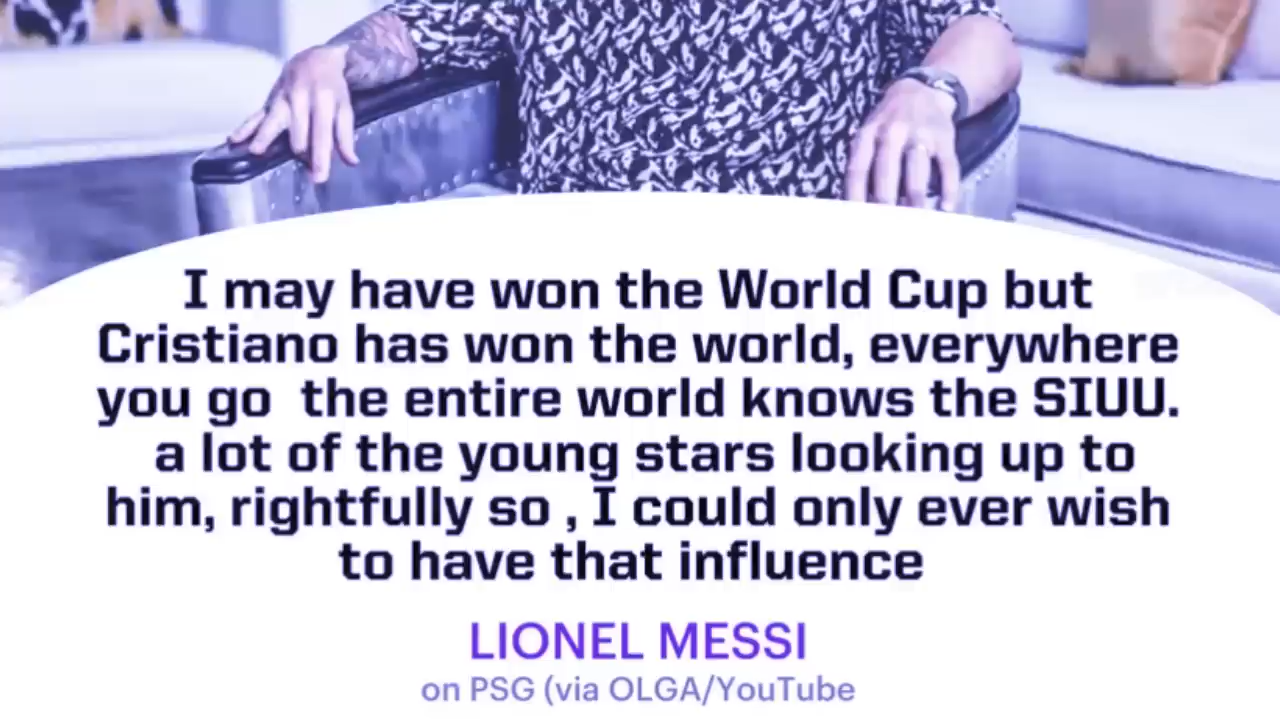 I may have won the World Cup but
Cristiano has won the world, everywhere
you go  the entire world knows the SIUU.
a lot of the young stars looking up to
him, rightfully so , I could only ever wish
to have that influence
LIONEL MESSI
on PSG (via OLGA/YouTube